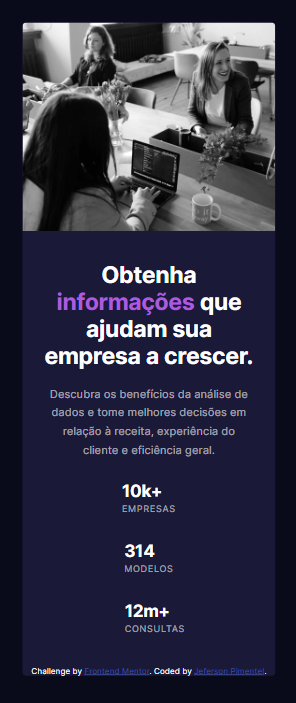 Obtenha
informações que
ajudam sua
empresa a crescer.
Descubra os benefícios da análise de
dados e tome melhores decisões em
relação à receita, experiência do
cliente e eficiência geral.
10k+
EMPRESAS
314
MODELOS
12m+
CONSULTAS
Challenge by Frontend Mentor. Coded by Jeferson Pimentel.